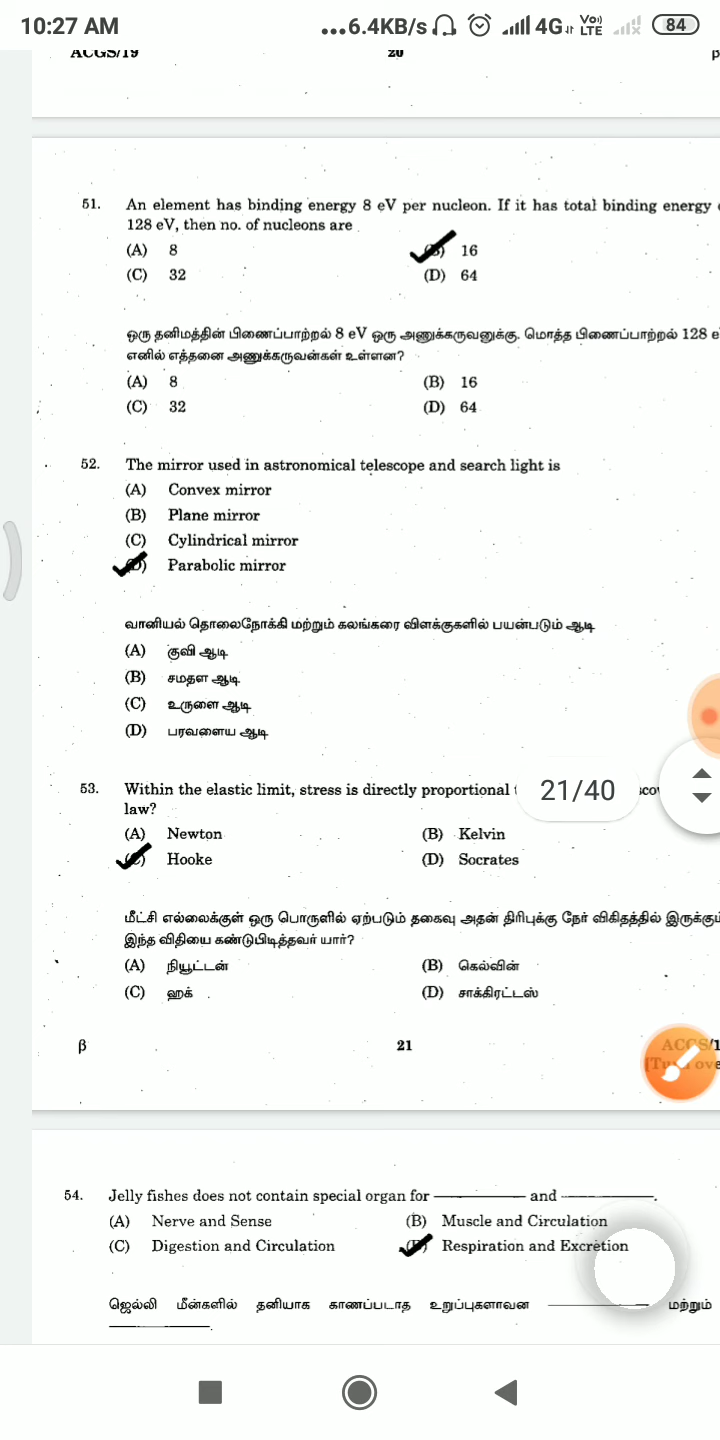 10:27 AM
...6.4KB/s 4G Vo) LTE 84
ACGS/19 20
51. An element has binding energy 8 eV per nucleon. If it has total binding energy
128 eV, then no. of nucleons are
(A) 8 16
(C) 32 (D) 64
ஒரு தனிமத்தின் பிணைப்பாற்றல் 8 eV ஒரு அணுக்கருவனுக்கு. மொத்த பிணைப்பாற்றல் 128
எனில் எத்தனை அணுக்கருவன்கள் உள்ளன?
(A) 8 (B) 16
(C) 32 (D) 64
52. The mirror used in astronomical telescope and search light is
(A) Convex mirror
(B) Plane mirror
(C) Cylindrical mirror
(D) Parabolic mirror
வானியல் தொலைநோக்கி மற்றும் கலங்கரை விளக்குகளில் பயன்படும் ஆடி
(A) குவி ஆடி
(B) சமதள ஆடி
(C) உருளை ஆடி
(D) பரவளைய ஆடி
53. Within the elastic limit, stress is directly proportional 21/40
law?
(A) Newton (B) Kelvin
Hooke (D) Socrates
மீட்சி எல்லைக்குள் ஒரு பொருளில் ஏற்படும் தகைவு அதன் திரிபுக்கு நேர் விகிதத்தில்
இந்த விதியை கண்டுபிடித்தவர் யார்?
(A) நியூட்டன் (B) கெல்வின்
(C) ஹக் (D) சாக்கிரட்டஸ்
β 21
54. Jelly fishes does not contain special organ for ———— and ————.
(A) Nerve and Sense (B) Muscle and Circulation
(C) Digestion and Circulation Respiration and Excretion
ஜெல்லி மீன்களில் தனியாக காணப்படாத உறுப்புகளாவன ———— மற்றும்
————.